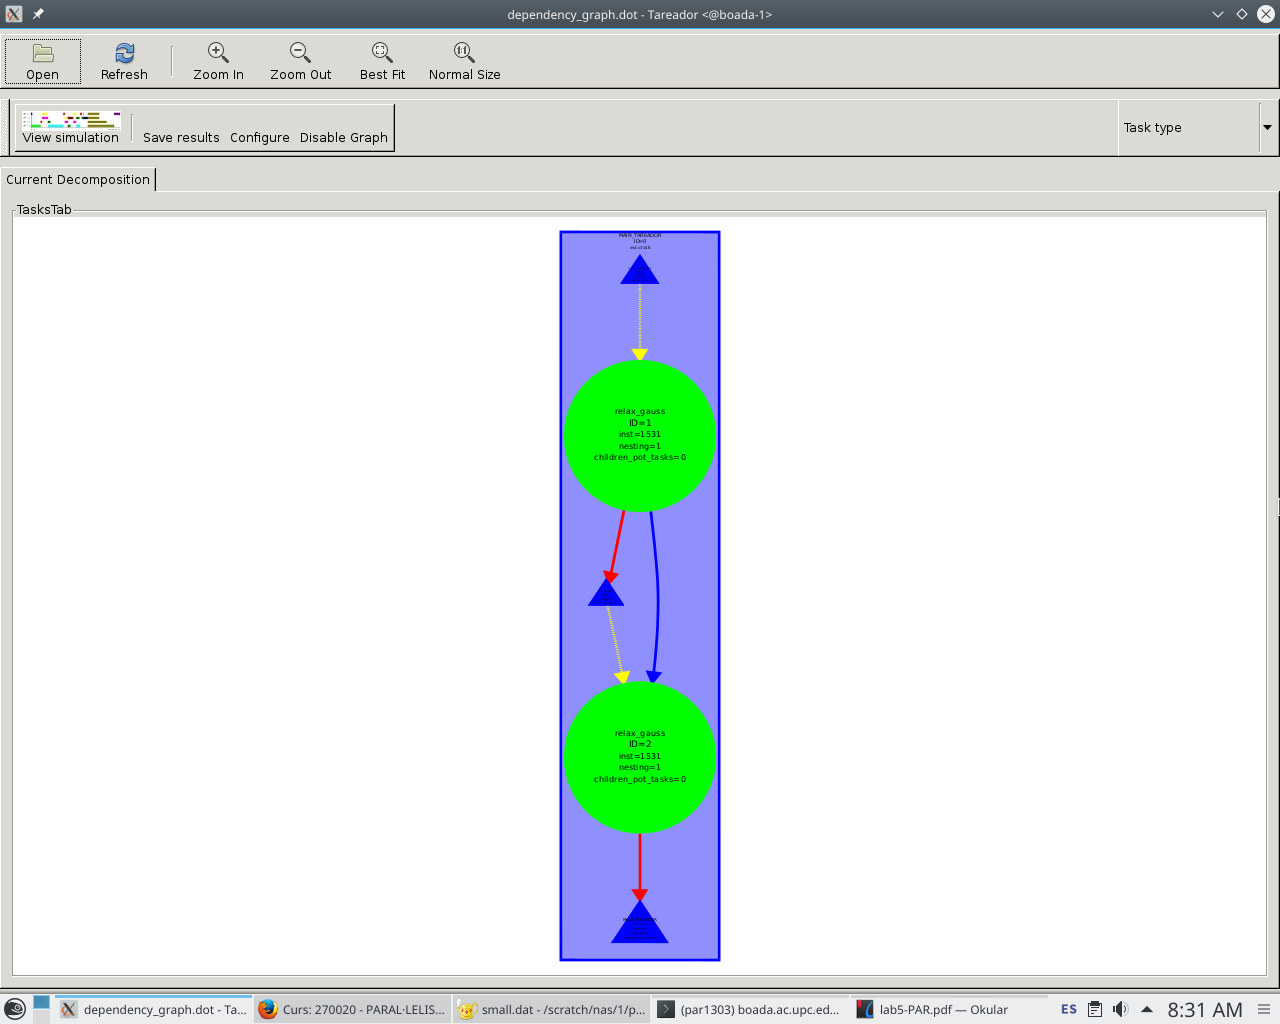 dependency_graph.dot - Tareador <@boada-1>
Open
Refresh
Zoom In
Zoom Out
Best Fit
Normal Size
View simulation
Save results
Configure
Disable Graph
Task type
Current Decomposition
TasksTab
MAIN_TAREADOR
ID=0
relax_gauss
ID=1
inst=1531
nesting=1
children_pot_tasks=0
relax_gauss
ID=2
inst=1531
nesting=1
children_pot_tasks=0
dependency_graph.dot - Ta...
Curs: 270020 - PARAL·LELIS...
small.dat - /scratch/nas/1/p...
(par1303) boada.ac.upc.ed...
lab5-PAR.pdf — Okular
ES
8:31 AM